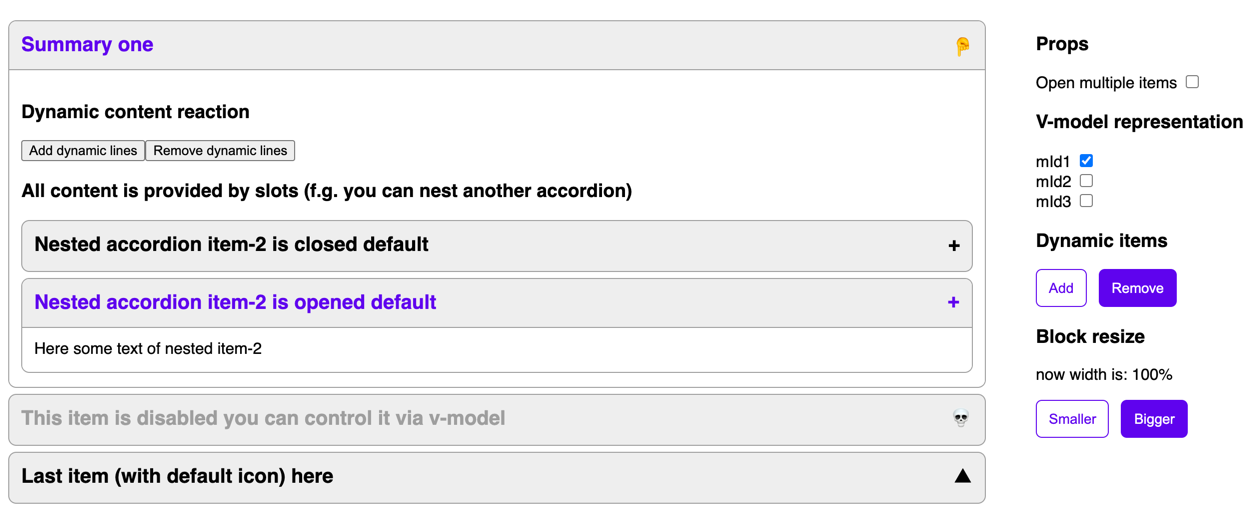 Summary one
Dynamic content reaction
Add dynamic lines Remove dynamic lines
All content is provided by slots (f.g. you can nest another accordion)
Nested accordion item-2 is closed default +
Nested accordion item-2 is opened default +
Here some text of nested item-2
This item is disabled you can control it via v-model
Last item (with default icon) here
Props
Open multiple items
V-model representation
mId1
mId2
mId3
Dynamic items
Add Remove
Block resize
now width is: 100%
Smaller Bigger